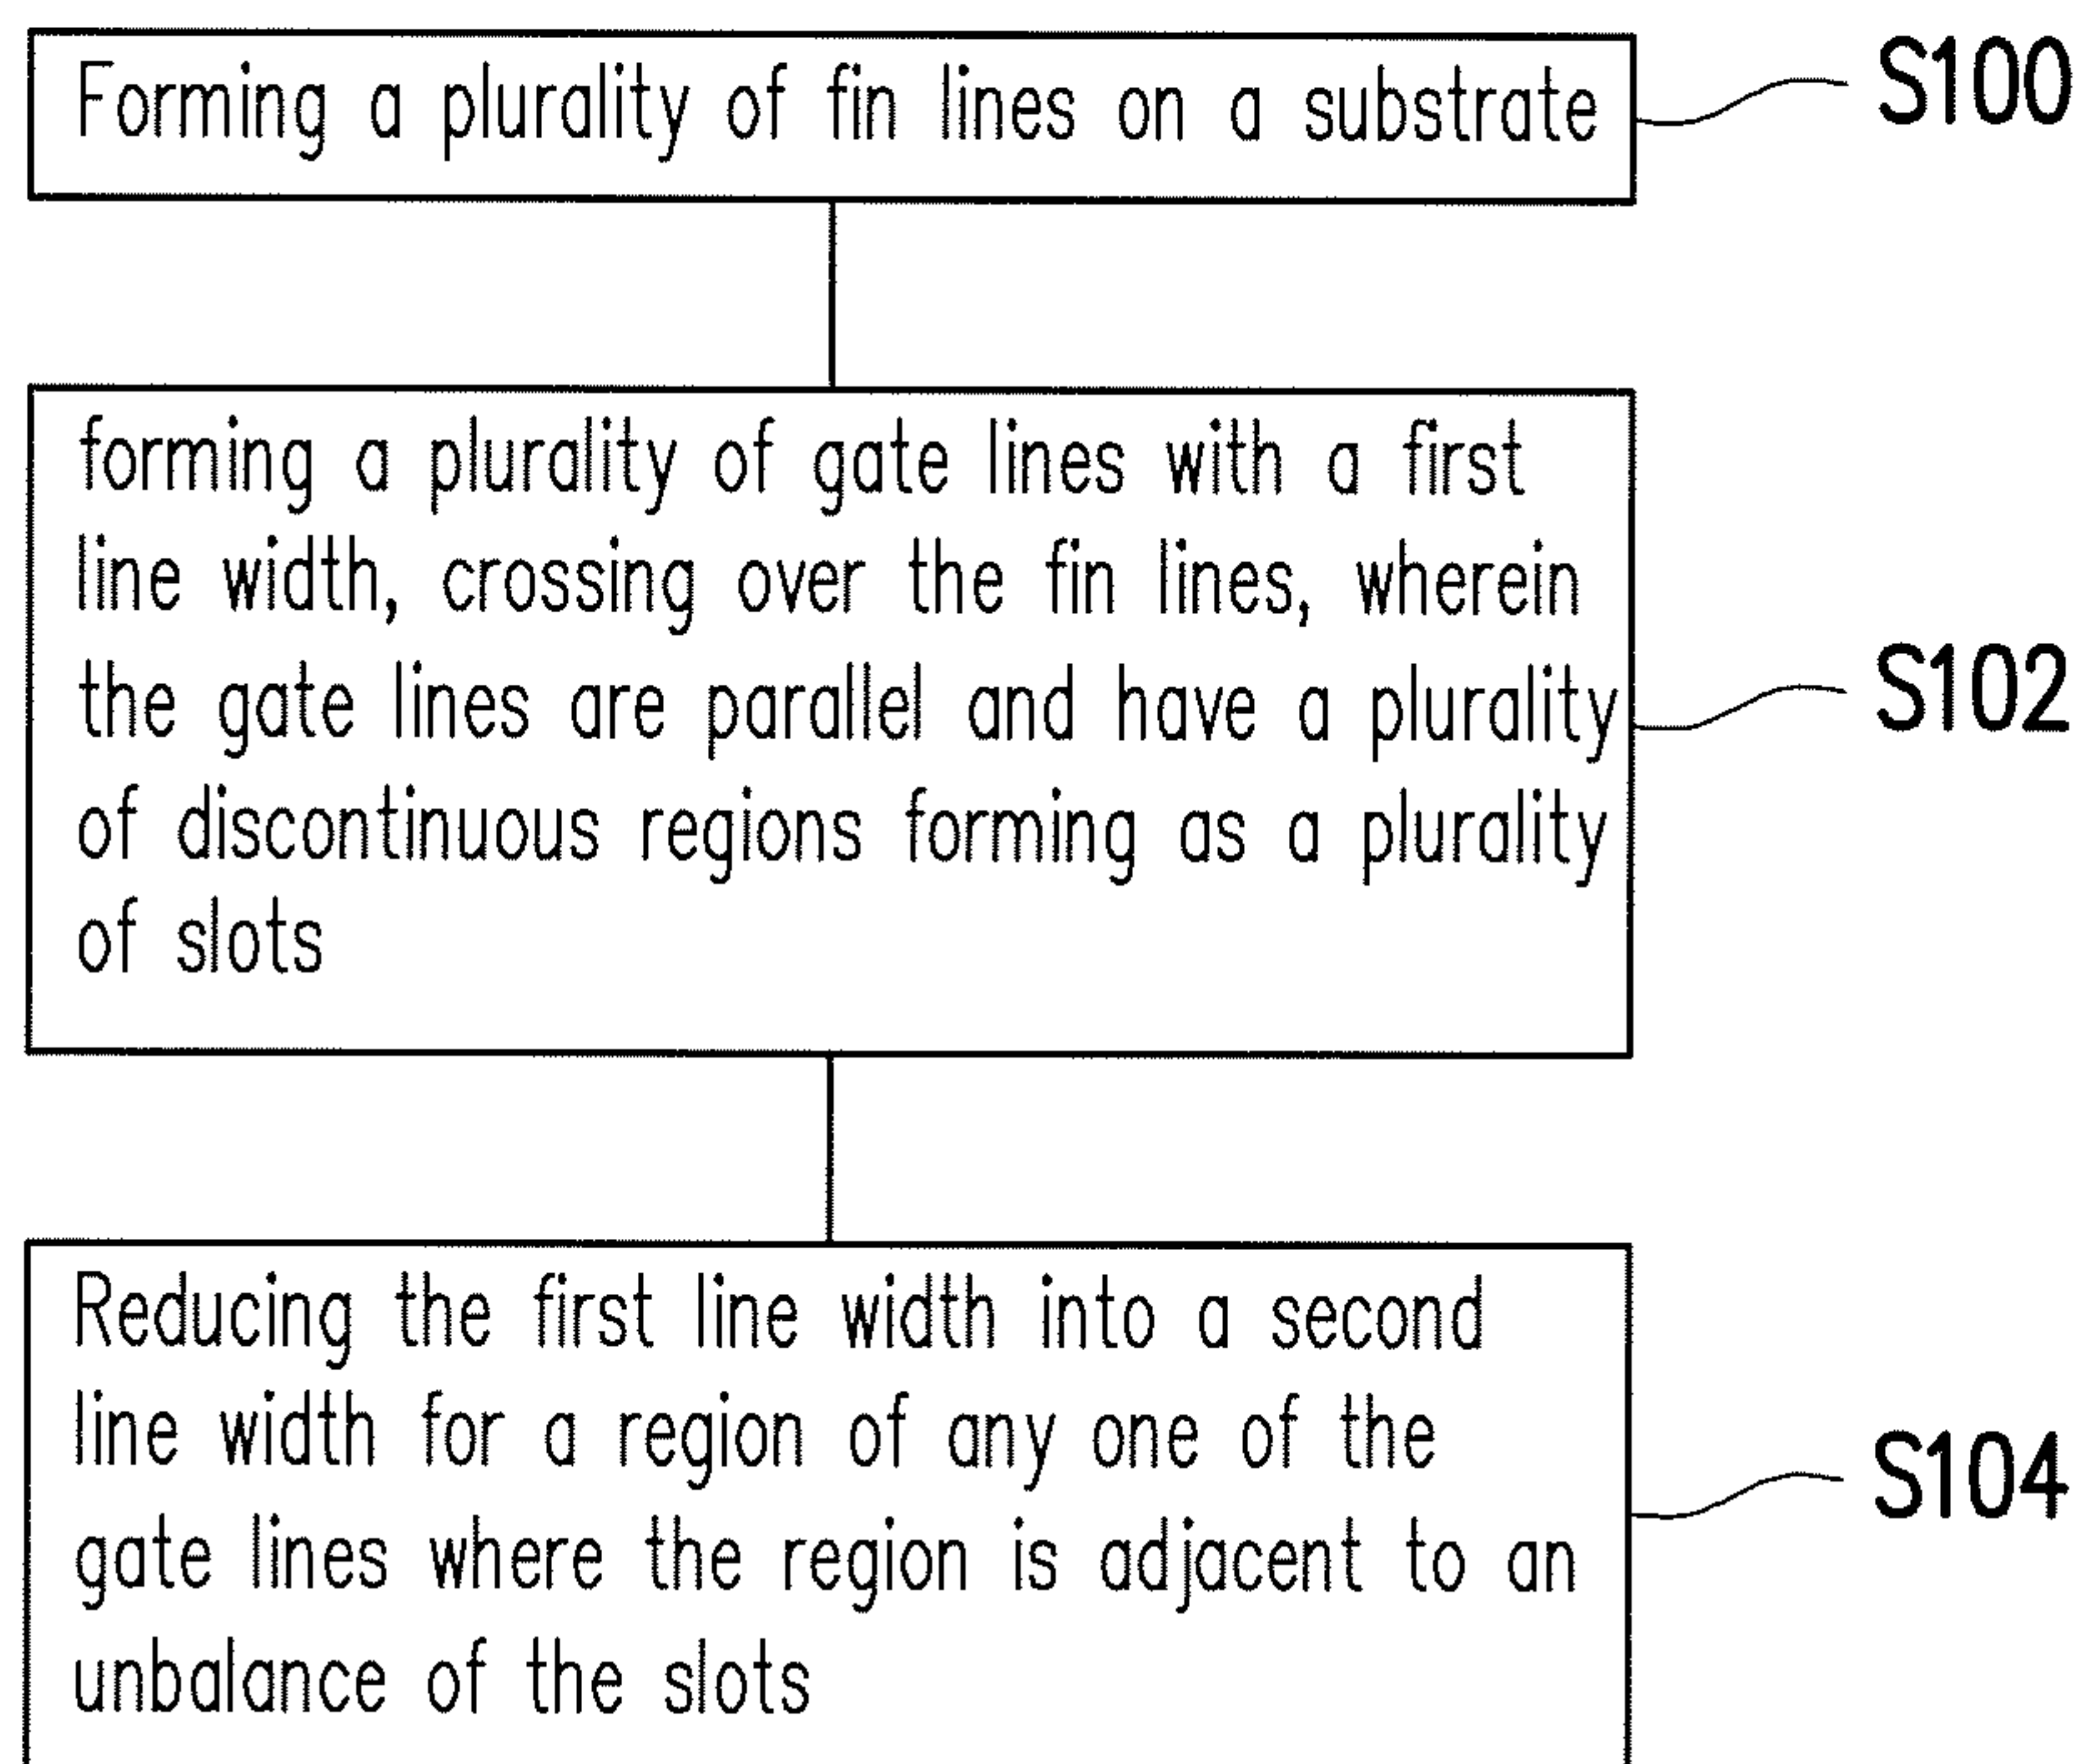 Forming a plurality of fin lines on a substrate
S100
forming a plurality of gate lines with a first
line width, crossing over the fin lines, wherein
the gate lines are parallel and have a plurality
of discontinuous regions forming as a plurality
of slots
S102
Reducing the first line width into a second
line width for a region of any one of the
gate lines where the region is adjacent to an
unbalance of the slots
S104